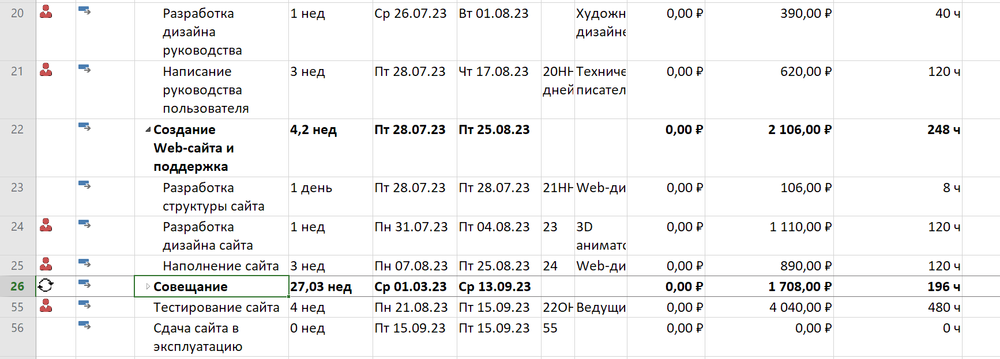 20 Разработка дизайна руководства 1 нед Ср 26.07.23 Вт 01.08.23 0,00 ₽ 390,00 ₽ 40 ч
21 Написание руководства пользователя 3 нед Пт 28.07.23 Чт 17.08.23 20НН дней 0,00 ₽ 620,00 ₽ 120 ч
22 Создание Web-сайта и поддержка 4,2 нед Пт 28.07.23 Пт 25.08.23 0,00 ₽ 2 106,00 ₽ 248 ч
23 Разработка структуры сайта 1 день Пт 28.07.23 Пт 28.07.23 21НН Web-ди 0,00 ₽ 106,00 ₽ 8 ч
24 Разработка дизайна сайта 1 нед Пн 31.07.23 Пт 04.08.23 23 3D 0,00 ₽ 1 110,00 ₽ 120 ч
25 Наполнение сайта 3 нед Пн 07.08.23 Пт 25.08.23 24 Web-ди 0,00 ₽ 890,00 ₽ 120 ч
26 Совещание 27,03 нед Ср 01.03.23 Ср 13.09.23 0,00 ₽ 1 708,00 ₽ 196 ч
55 Тестирование сайта 4 нед Пн 21.08.23 Пт 15.09.23 22ОН Ведущи 0,00 ₽ 4 040,00 ₽ 480 ч
56 Сдача сайта в эксплуатацию 0 нед Пт 15.09.23 Пт 15.09.23 55 0,00 ₽ 0,00 ₽ 0 ч